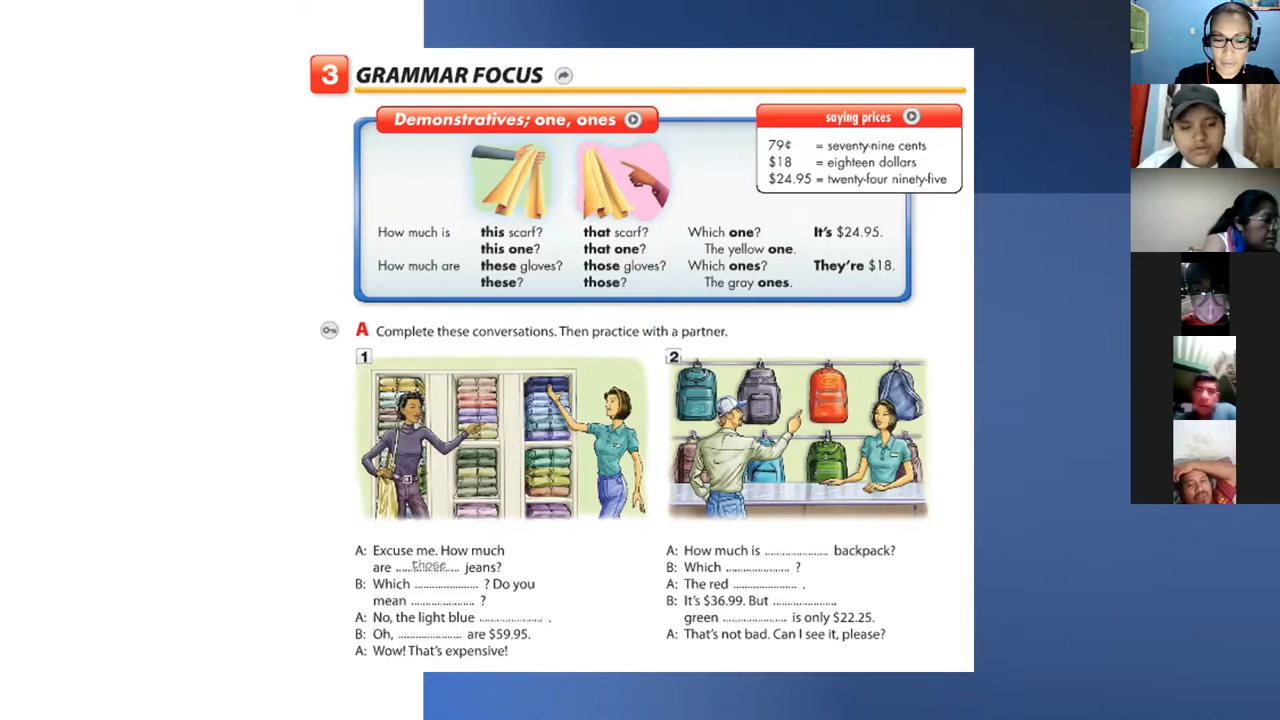 3 GRAMMAR FOCUS
Demonstratives; one, ones
saying prices
79¢ = seventy-nine cents
$18 = eighteen dollars
$24.95 = twenty-four ninety-five
How much is this scarf? that scarf? Which one? It's $24.95.
this one? that one? The yellow one.
How much are these gloves? those gloves? Which ones? They're $18.
these? those? The gray ones.
A Complete these conversations. Then practice with a partner.
1
A: Excuse me. How much
are ....those.... jeans?
B: Which .................... ? Do you
mean .................... ?
A: No, the light blue .................... .
B: Oh, .................... are $59.95.
A: Wow! That's expensive!
2
A: How much is .................... backpack?
B: Which .................... ?
A: The red .................... .
B: It's $36.99. But ....................
green .................... is only $22.25.
A: That's not bad. Can I see it, please?